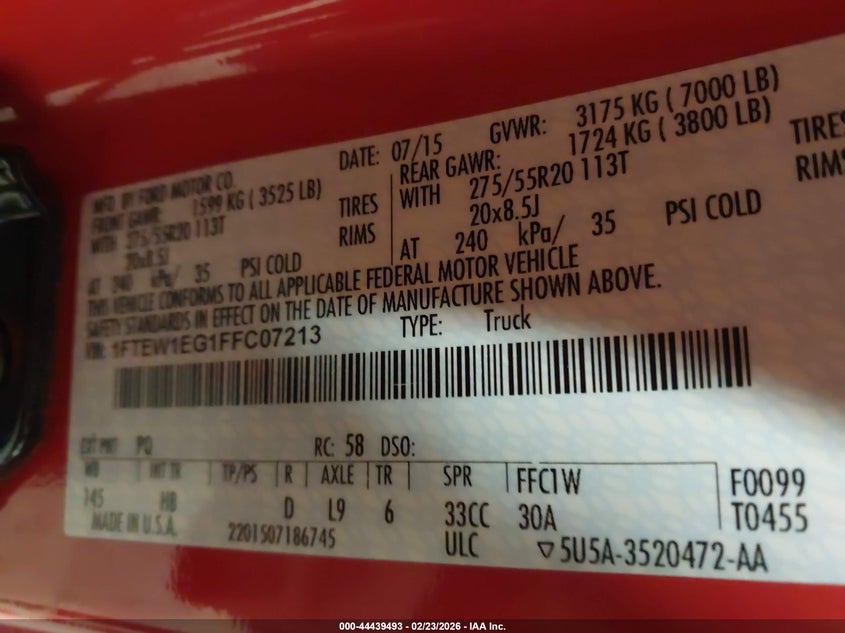 MFD. BY FORD MOTOR CO.
DATE: 07/15 GVWR: 3175 KG ( 7000 LB)
FRONT GAWR: 1599 KG ( 3525 LB) REAR GAWR: 1724 KG ( 3800 LB)
WITH 275/55R20 113T TIRES WITH 275/55R20 113T TIRES
20x8.5J RIMS 20x8.5J RIMS
AT 240 kPa/ 35 PSI COLD AT 240 kPa/ 35 PSI COLD
THIS VEHICLE CONFORMS TO ALL APPLICABLE FEDERAL MOTOR VEHICLE
SAFETY STANDARDS IN EFFECT ON THE DATE OF MANUFACTURE SHOWN ABOVE.
VIN: 1FTEW1EG1FFC07213 TYPE: Truck
EXT PNT PQ RC: 58 DSO:
WB INT TR TP/PS R AXLE TR SPR FFC1W F0099
145 HB D L9 6 33CC 30A T0455
MADE IN U.S.A. 2201507186745 ULC ▽5U5A-3520472-AA
000-44439493 - 02/23/2026 - IAA Inc.